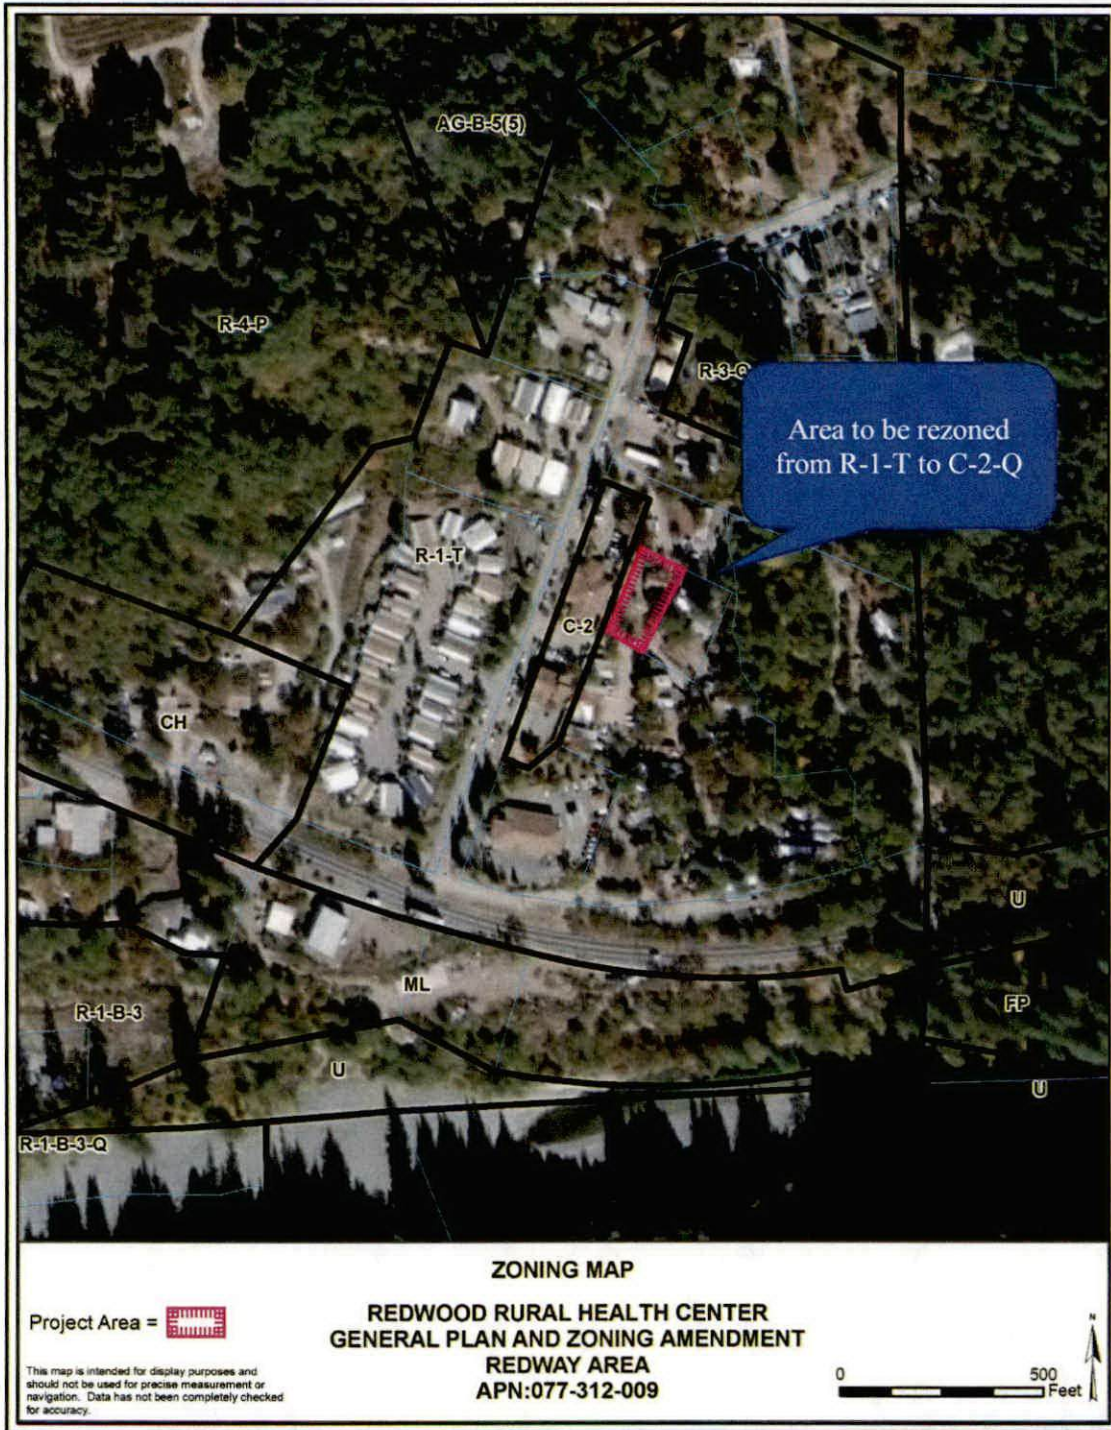 AG-B-5(5)
R-4-P
R-3-Q
Area to be rezoned
from R-1-T to C-2-Q
R-1-T
C-2
CH
U
ML
FP
R-1-B-3
U
U
R-1-B-3-Q
ZONING MAP
Project Area =
REDWOOD RURAL HEALTH CENTER
GENERAL PLAN AND ZONING AMENDMENT
REDWAY AREA
APN:077-312-009
This map is intended for display purposes and
should not be used for precise measurement or
navigation. Data has not been completely checked
for accuracy.
N
0 500
Feet